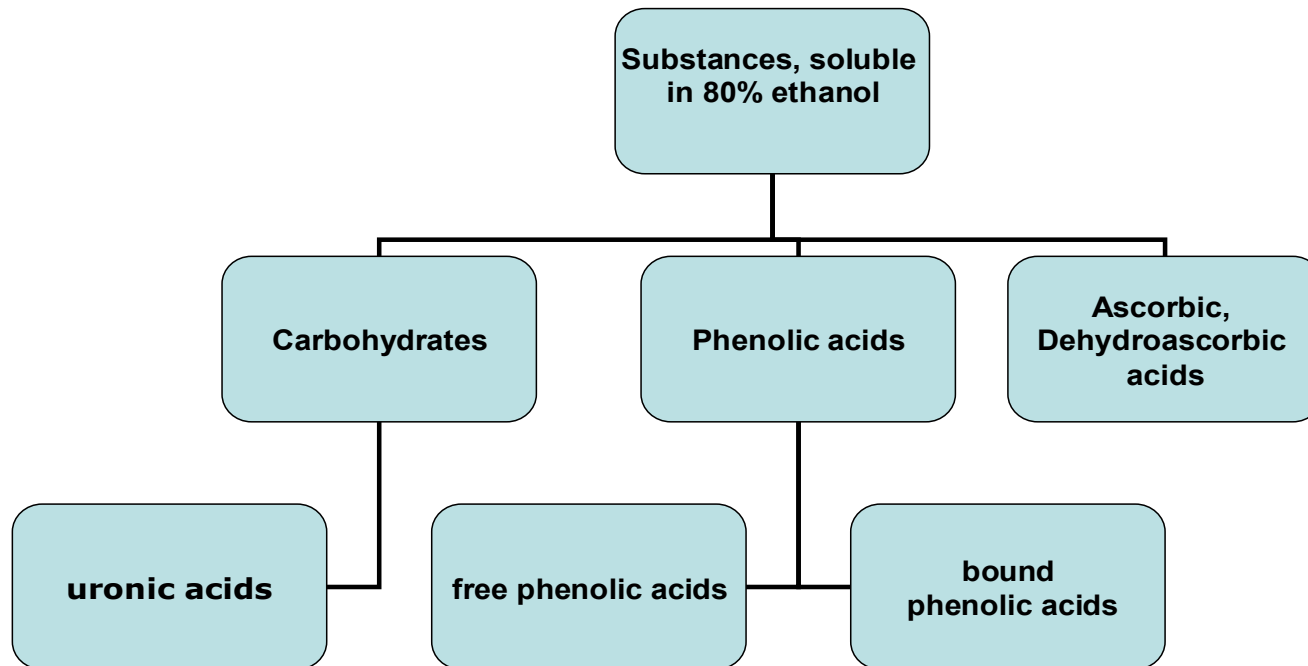 Substances, soluble
in 80% ethanol
Carbohydrates
Phenolic acids
Ascorbic,
Dehydroascorbic
acids
uronic acids
free phenolic acids
bound
phenolic acids